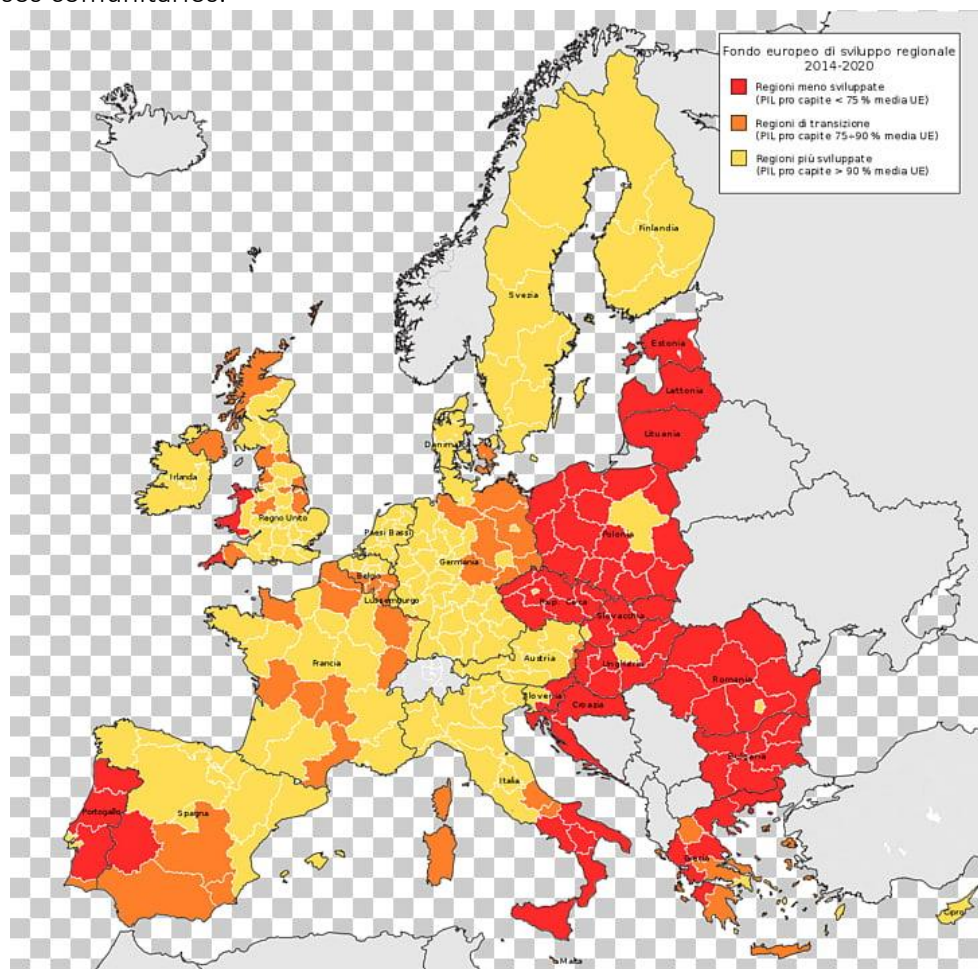 Fondo europeo di sviluppo regionale
2014-2020
Regioni meno sviluppate
(PIL pro capite < 75 % media UE)
Regioni di transizione
(PIL pro capite 75÷90 % media UE)
Regioni più sviluppate
(PIL pro capite > 90 % media UE)
Finlandia
Svezia
Estonia
Lettonia
Lituania
Danimarca
Irlanda
Regno Unito
Paesi Bassi
Polonia
Germania
Belgio
Lussemburgo
Rep. Ceca
Slovacchia
Francia
Austria
Ungheria
Slovenia
Romania
Croazia
Bulgaria
Italia
Portogallo
Spagna
Grecia
Cipro
Malta